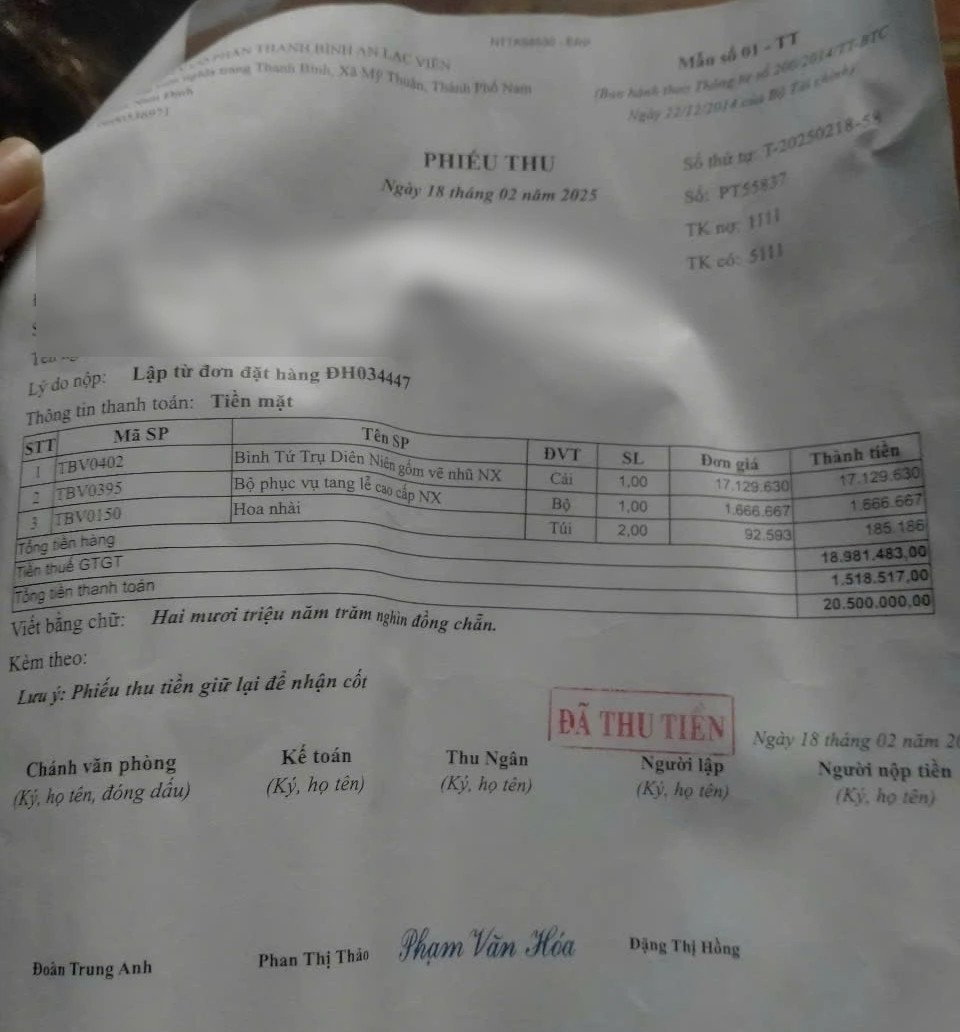 PHẦN THANH BÌNH AN LẠC VIÊN
nghĩa trang Thanh Bình, Xã Mỹ Thuận, Thành Phố Nam
Nam Định
Mẫu số 01 - TT
(Ban hành theo Thông tư số 200/2014/TT-BTC
Ngày 22/12/2014 của Bộ Tài chính)
PHIẾU THU
Ngày 18 tháng 02 năm 2025
Số thứ tự: T-20250218-58
Số: PT55837
TK nợ: 1111
TK có: 5111
Lý do nộp: Lập từ đơn đặt hàng ĐH034447
Thông tin thanh toán: Tiền mặt
STT Mã SP Tên SP ĐVT SL Đơn giá Thành tiền
1 TBV0402 Bình Tứ Trụ Diên Niên gốm vẽ nhũ NX Cái 1,00 17.129.630 17.129.630
2 TBV0395 Bộ phục vụ tang lễ cao cấp NX Bộ 1,00 1.666.667 1.666.667
3 TBV0150 Hoa nhài Túi 2,00 92.593 185.186
Tổng tiền hàng 18.981.483,00
Tiền thuế GTGT 1.518.517,00
Tổng tiền thanh toán 20.500.000,00
Viết bằng chữ: Hai mươi triệu năm trăm nghìn đồng chẵn.
Kèm theo:
Lưu ý: Phiếu thu tiền giữ lại để nhận cốt
ĐÃ THU TIỀN
Ngày 18 tháng 02 năm 20
Chánh văn phòng Kế toán Thu Ngân Người lập Người nộp tiền
(Ký, họ tên, đóng dấu) (Ký, họ tên) (Ký, họ tên) (Ký, họ tên) (Ký, họ tên)
Đoàn Trung Anh Phan Thị Thảo Phạm Văn Hóa Đặng Thị Hồng